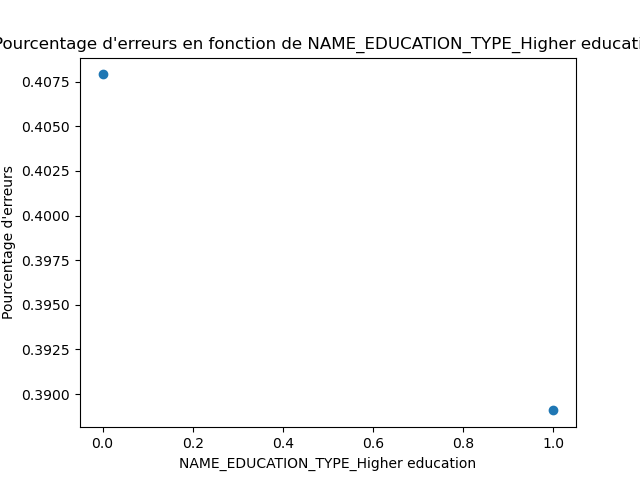 Pourcentage d'erreurs en fonction de NAME_EDUCATION_TYPE_Higher educati
0.4075
0.4050
0.4025
0.4000
0.3975
0.3950
0.3925
0.3900
Pourcentage d'erreurs
0.0 0.2 0.4 0.6 0.8 1.0
NAME_EDUCATION_TYPE_Higher education